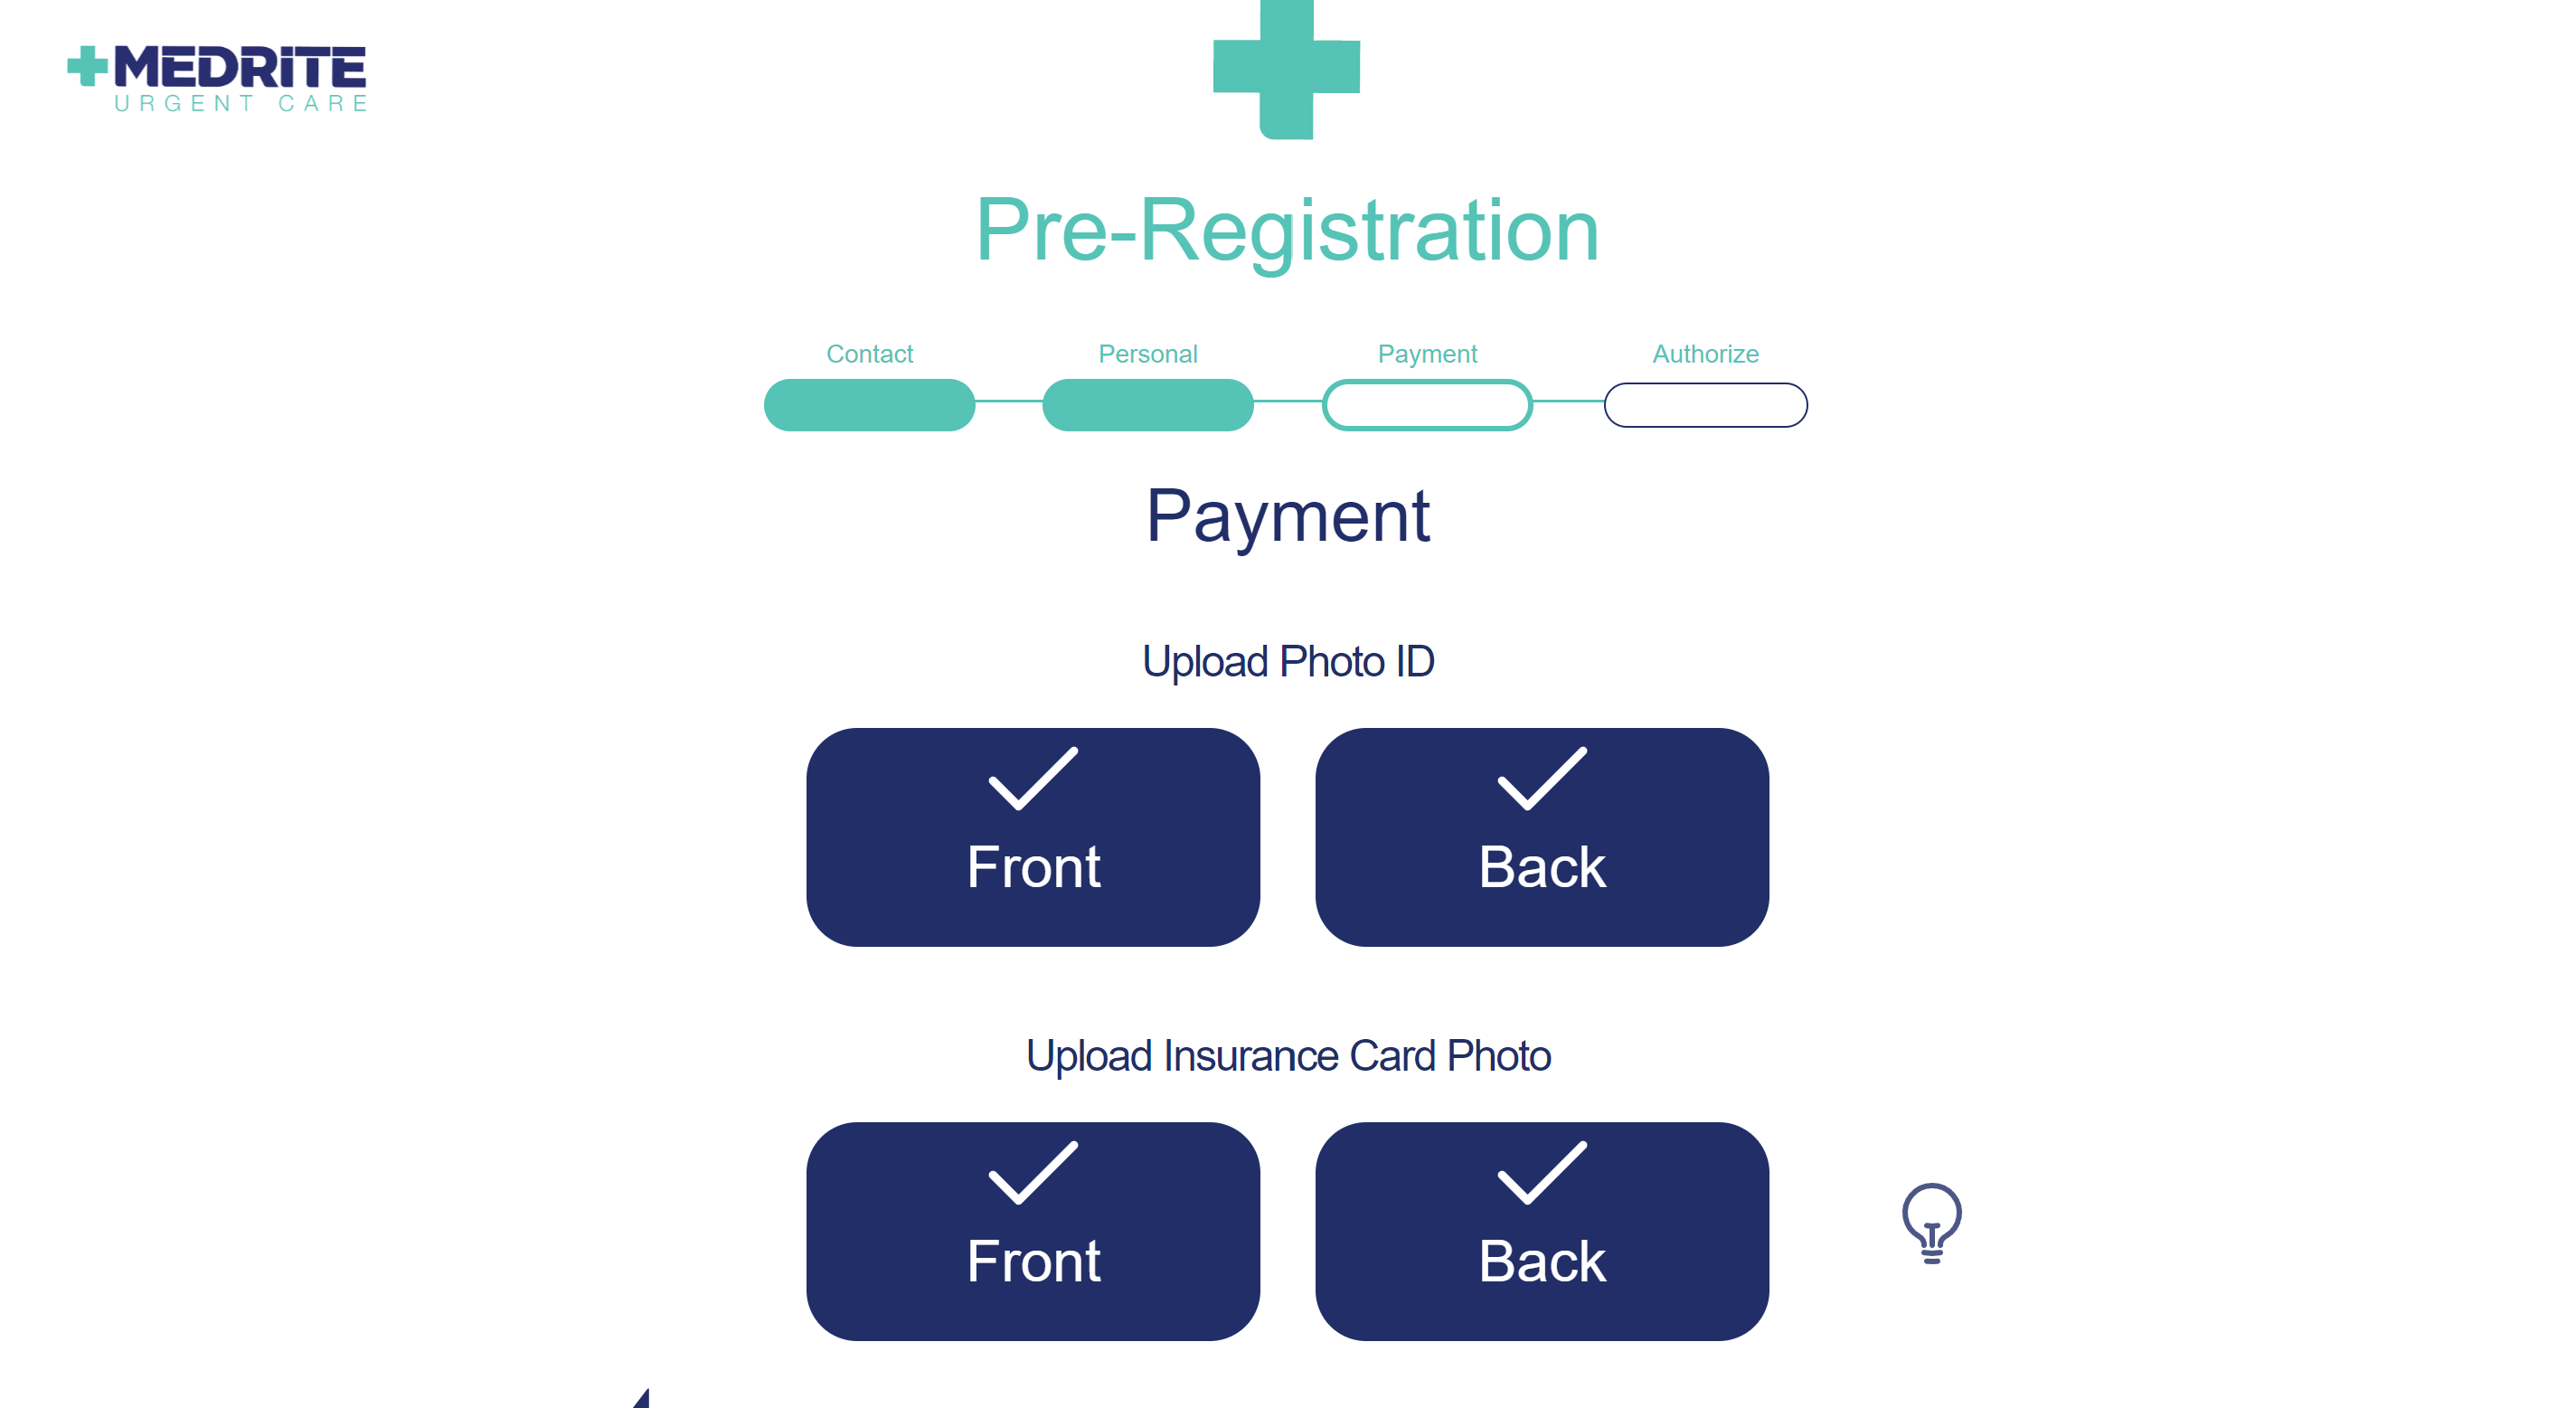 MEDRiTE
URGENT CARE
Pre-Registration
Contact Personal Payment Authorize
Payment
Upload Photo ID
Front Back
Upload Insurance Card Photo
Front Back